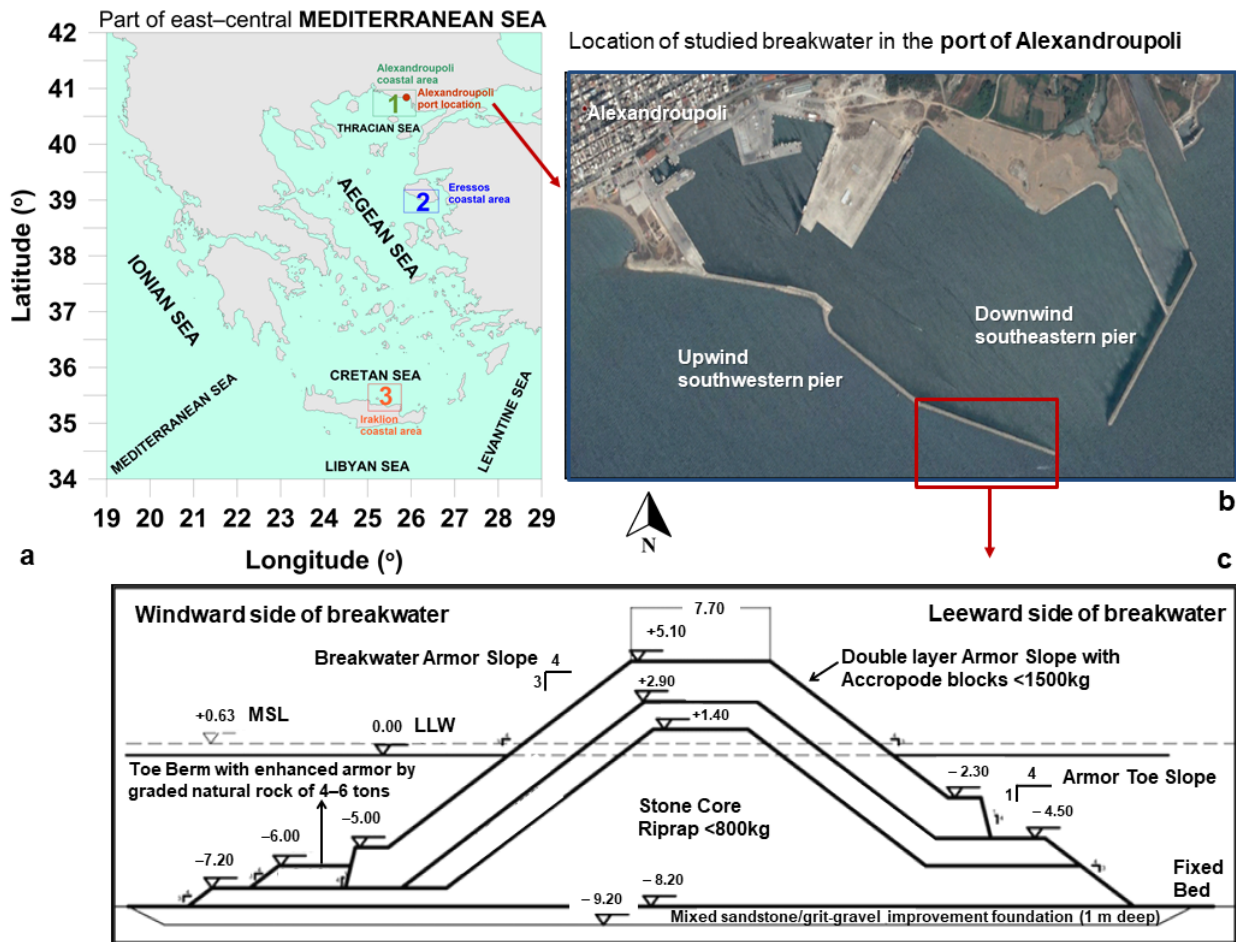 Part of east–central MEDITERRANEAN SEA
42
41
40
39
38
37
36
35
34
Latitude (º)
19 20 21 22 23 24 25 26 27 28 29
Longitude (º)
Alexandroupoli
coastal area
Alexandroupoli
port location
1
THRACIAN SEA
AEGEAN SEA
2
Eressos
coastal area
IONIAN SEA
CRETAN SEA
3
Iraklion
coastal area
MEDITERRANEAN SEA
LEVANTINE SEA
LIBYAN SEA
a
N
Location of studied breakwater in the port of Alexandroupoli
Alexandroupoli
Downwind
southeastern pier
Upwind
southwestern pier
b
c
Windward side of breakwater
7.70
Leeward side of breakwater
+5.10
Breakwater Armor Slope
4
3
Double layer Armor Slope with
Accropode blocks <1500kg
+2.90
+1.40
+0.63
MSL
0.00
LLW
Toe Berm with enhanced armor by
graded natural rock of 4–6 tons
–2.30
4
1
Armor Toe Slope
–4.50
Stone Core
Riprap <800kg
–5.00
–6.00
–7.20
–8.20
–9.20
Fixed
Bed
Mixed sandstone/grit-gravel improvement foundation (1 m deep)